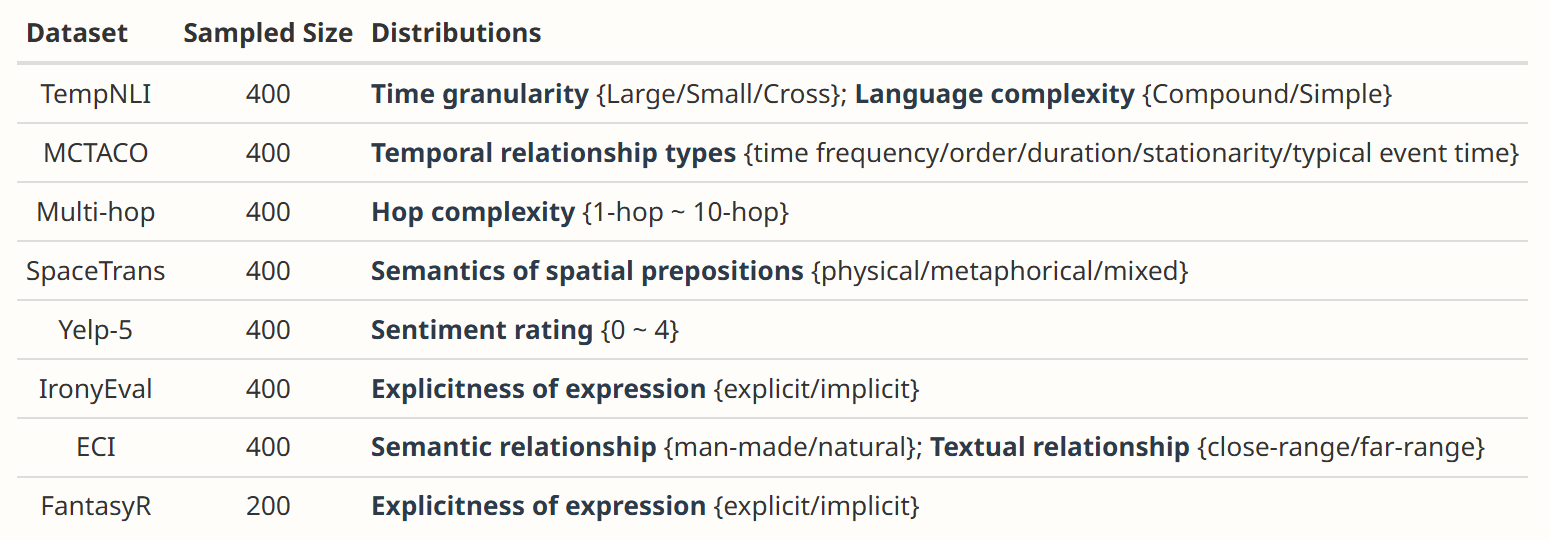 Dataset Sampled Size Distributions
TempNLI 400 Time granularity {Large/Small/Cross}; Language complexity {Compound/Simple}
MCTACO 400 Temporal relationship types {time frequency/order/duration/stationarity/typical event time}
Multi-hop 400 Hop complexity {1-hop ~ 10-hop}
SpaceTrans 400 Semantics of spatial prepositions {physical/metaphorical/mixed}
Yelp-5 400 Sentiment rating {0 ~ 4}
IronyEval 400 Explicitness of expression {explicit/implicit}
ECI 400 Semantic relationship {man-made/natural}; Textual relationship {close-range/far-range}
FantasyR 200 Explicitness of expression {explicit/implicit}